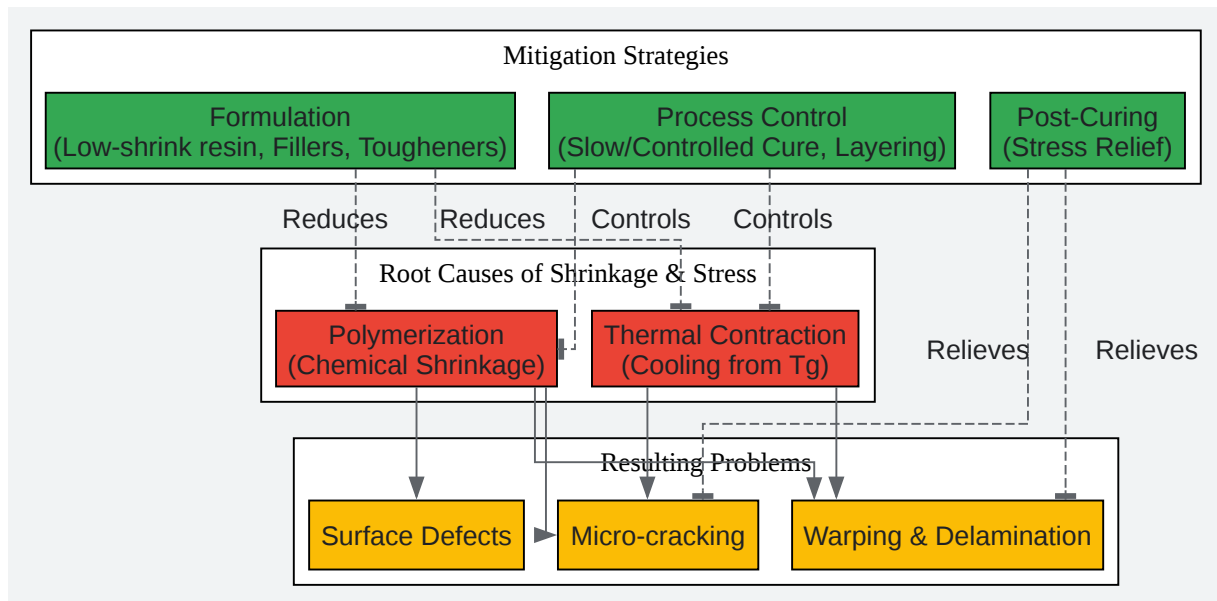 Mitigation Strategies
Formulation
(Low-shrink resin, Fillers, Tougheners)
Process Control
(Slow/Controlled Cure, Layering)
Post-Curing
(Stress Relief)
Reduces
Reduces
Controls
Controls
Root Causes of Shrinkage & Stress
Polymerization
(Chemical Shrinkage)
Thermal Contraction
(Cooling from Tg)
Relieves
Relieves
Resulting Problems
Surface Defects
Micro-cracking
Warping & Delamination